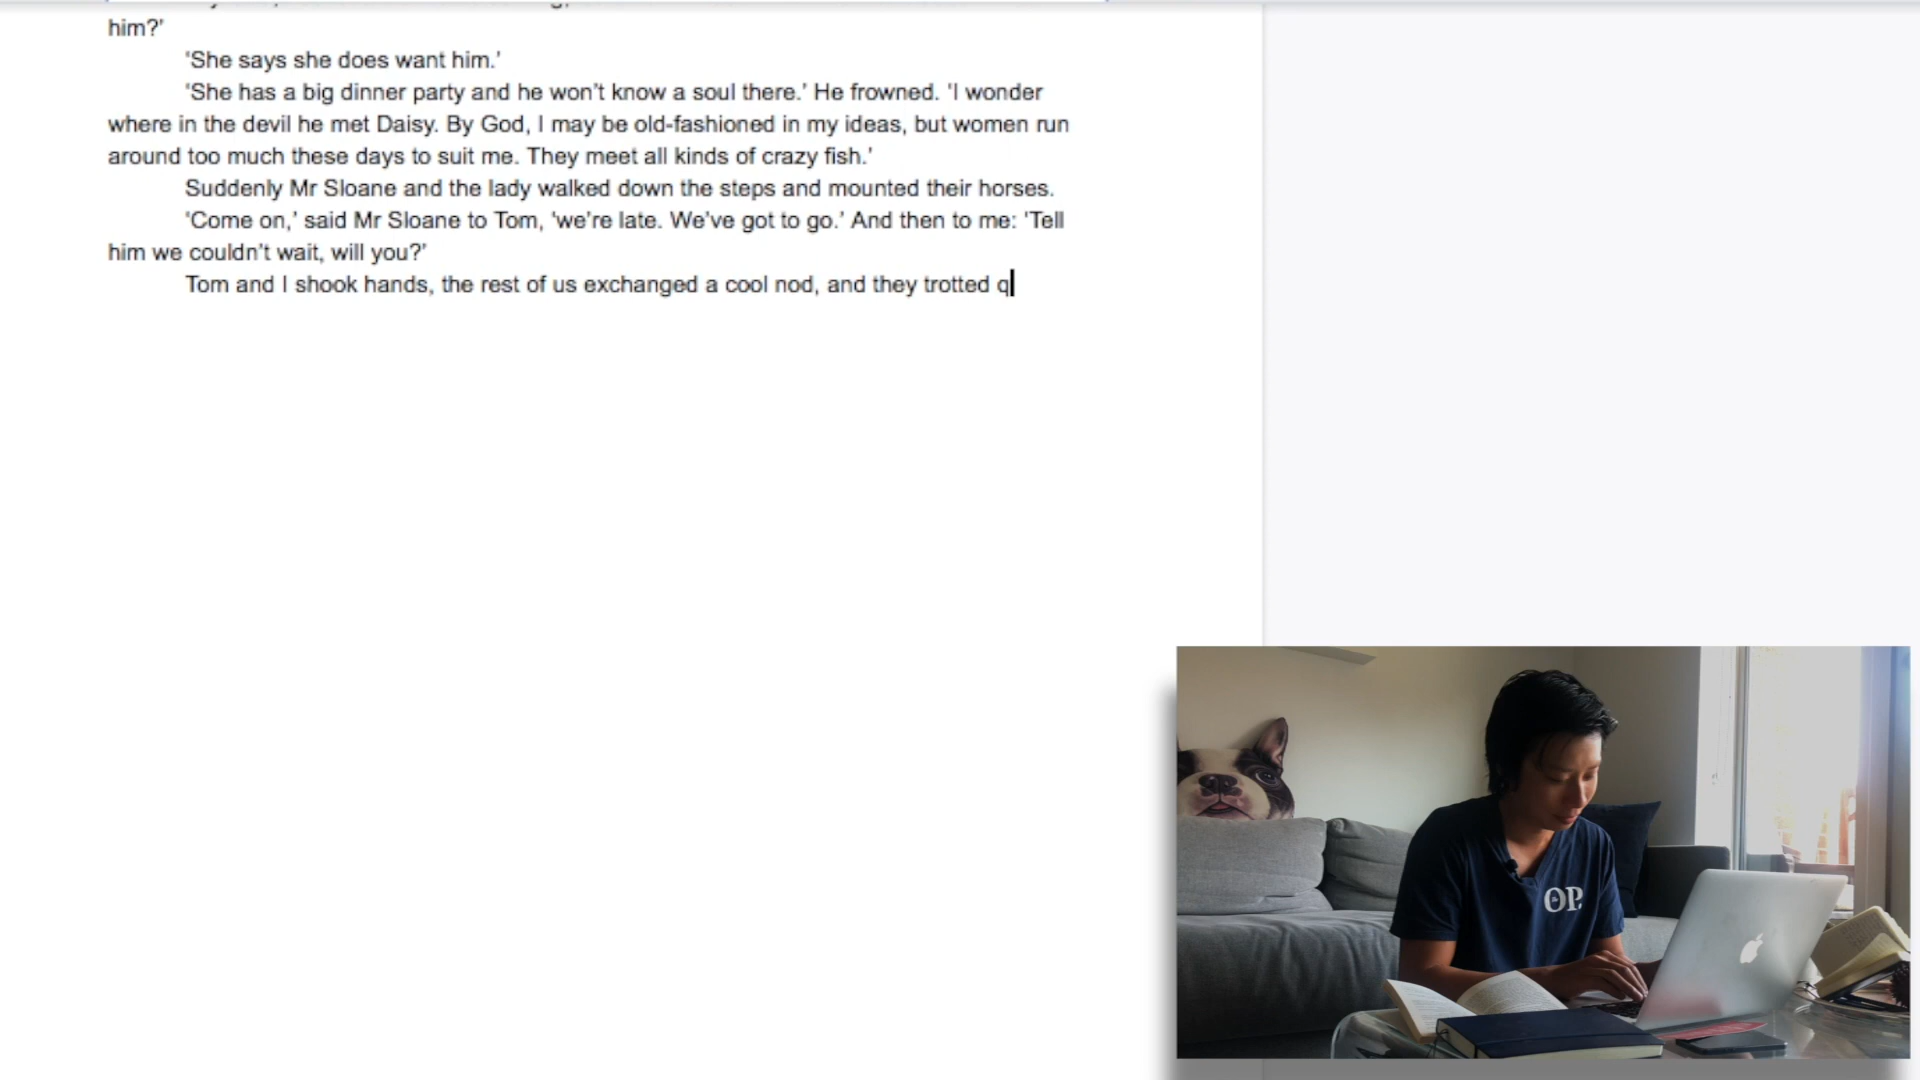 him?’
‘She says she does want him.’
‘She has a big dinner party and he won’t know a soul there.’ He frowned. ‘I wonder
where in the devil he met Daisy. By God, I may be old-fashioned in my ideas, but women run
around too much these days to suit me. They meet all kinds of crazy fish.’
Suddenly Mr Sloane and the lady walked down the steps and mounted their horses.
‘Come on,’ said Mr Sloane to Tom, ‘we’re late. We’ve got to go.’ And then to me: ‘Tell
him we couldn’t wait, will you?’
Tom and I shook hands, the rest of us exchanged a cool nod, and they trotted q
OP.